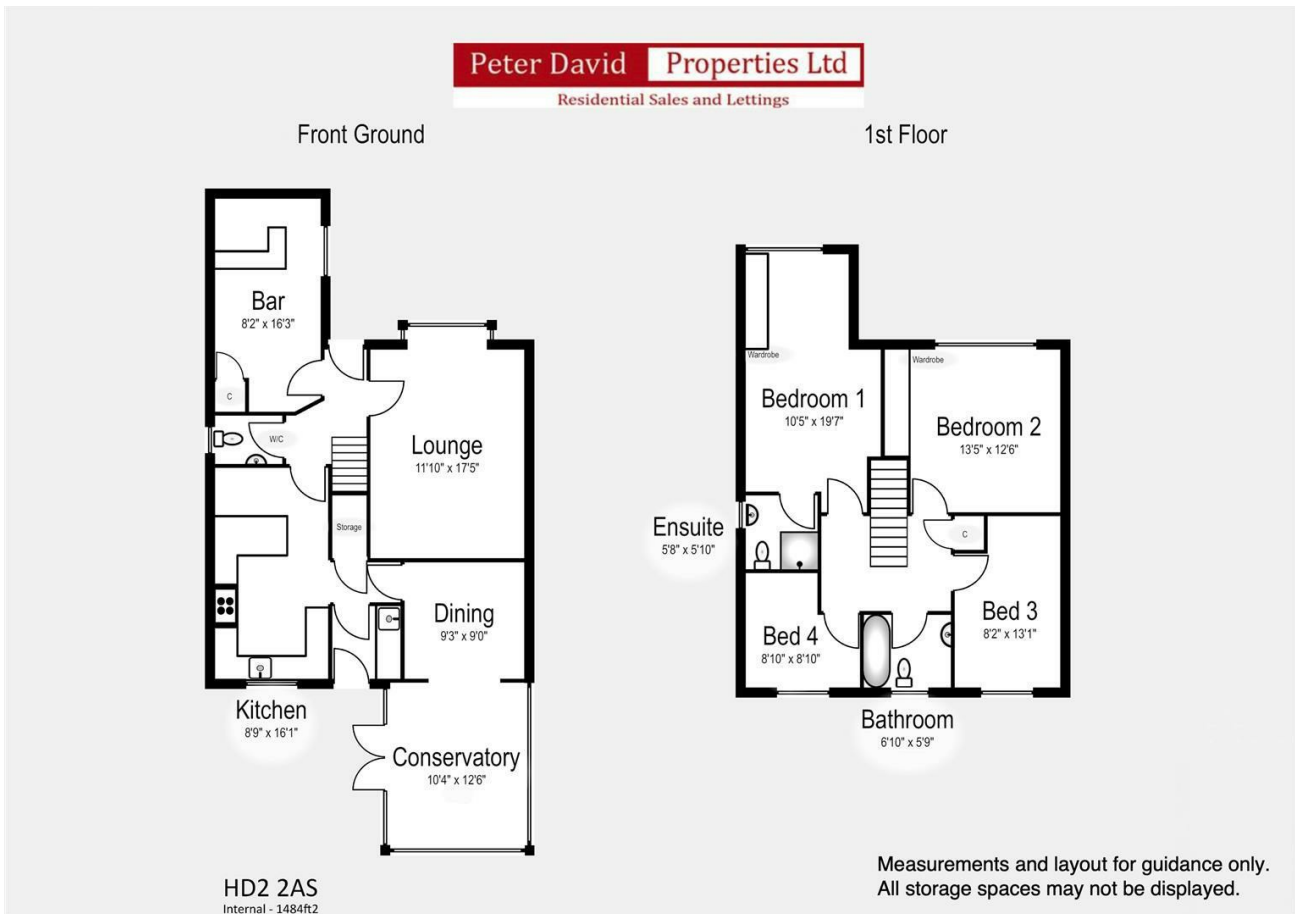 Peter David Properties Ltd
Residential Sales and Lettings
Front Ground
1st Floor
Bar
8'2" x 16'3"
C
W/C
Lounge
11'10" x 17'5"
Storage
Dining
9'3" x 9'0"
Kitchen
8'9" x 16'1"
Conservatory
10'4" x 12'6"
Wardrobe
Wardrobe
Bedroom 1
10'5" x 19'7"
Bedroom 2
13'5" x 12'6"
Ensuite
5'8" x 5'10"
C
Bed 3
8'2" x 13'1"
Bed 4
8'10" x 8'10"
Bathroom
6'10" x 5'9"
HD2 2AS
Internal - 1484ft2
Measurements and layout for guidance only.
All storage spaces may not be displayed.